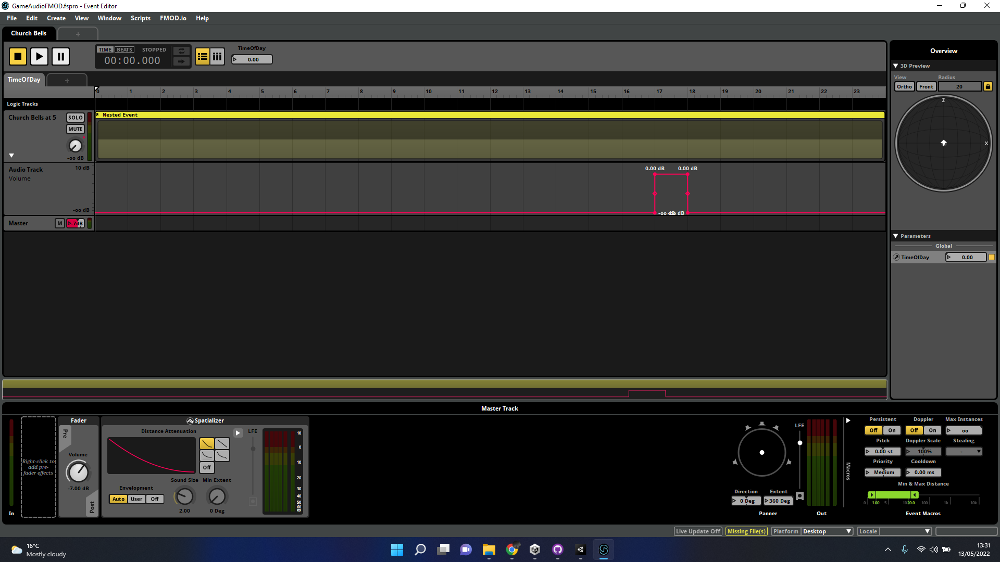 GameAudioFMOD.fspro - Event Editor
File Edit Create View Window Scripts FMOD.io Help
Church Bells +
TIME BEATS STOPPED
00:00.000
TimeOfDay
0.00
TimeOfDay +
0 1 2 3 4 5 6 7 8 9 10 11 12 13 14 15 16 17 18 19 20 21 22 23
Logic Tracks
Church Bells at 5 SOLO
MUTE
-oo dB
Nested Event
Audio Track 10 dB
Volume
-oo dB
0.00 dB 0.00 dB
-oo dB -oo dB
Master M -7dB
Overview
3D Preview
View Radius
Ortho Front 20
Z
X
Parameters
Global
TimeOfDay 0.00
Master Track
In
Right-click to
add pre-
fader effects
Fader
Pre
Volume
-7.00 dB
Post
Spatializer
Distance Attenuation
Off
Envelopment
Auto User Off
Sound Size Min Extent
2.00 0 Deg
LFE
10
0
10
20
30
40
50
60
80
LFE
Direction Extent
0 Deg 360 Deg
Panner
Out
Macros
Persistent Doppler Max Instances
Off On Off On oo
Pitch Doppler Scale Stealing
0.00 st 100% -
Priority Cooldown
Medium 0.00 ms
Min & Max Distance
0 1.00 5 10 20.0 100 1k 10k
Event Macros
Live Update Off Missing File(s) Platform Desktop Locale
16°C
Mostly cloudy
13:31
13/05/2022